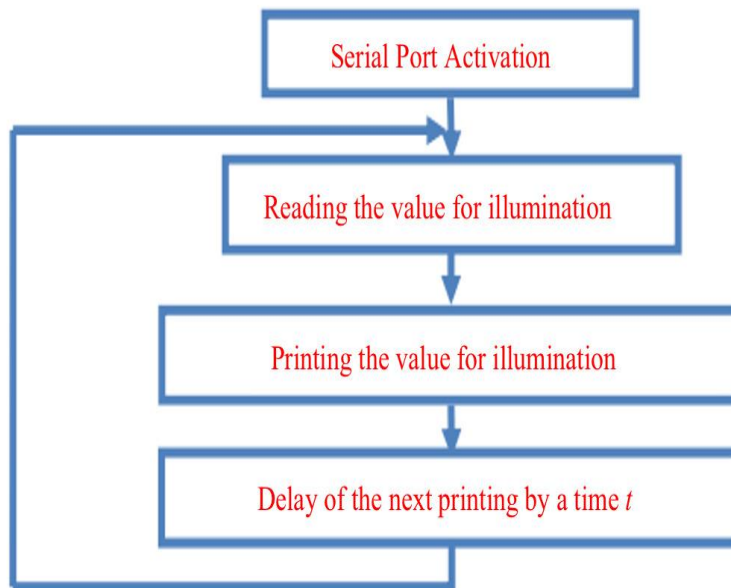 Serial Port Activation
Reading the value for illumination
Printing the value for illumination
Delay of the next printing by a time t